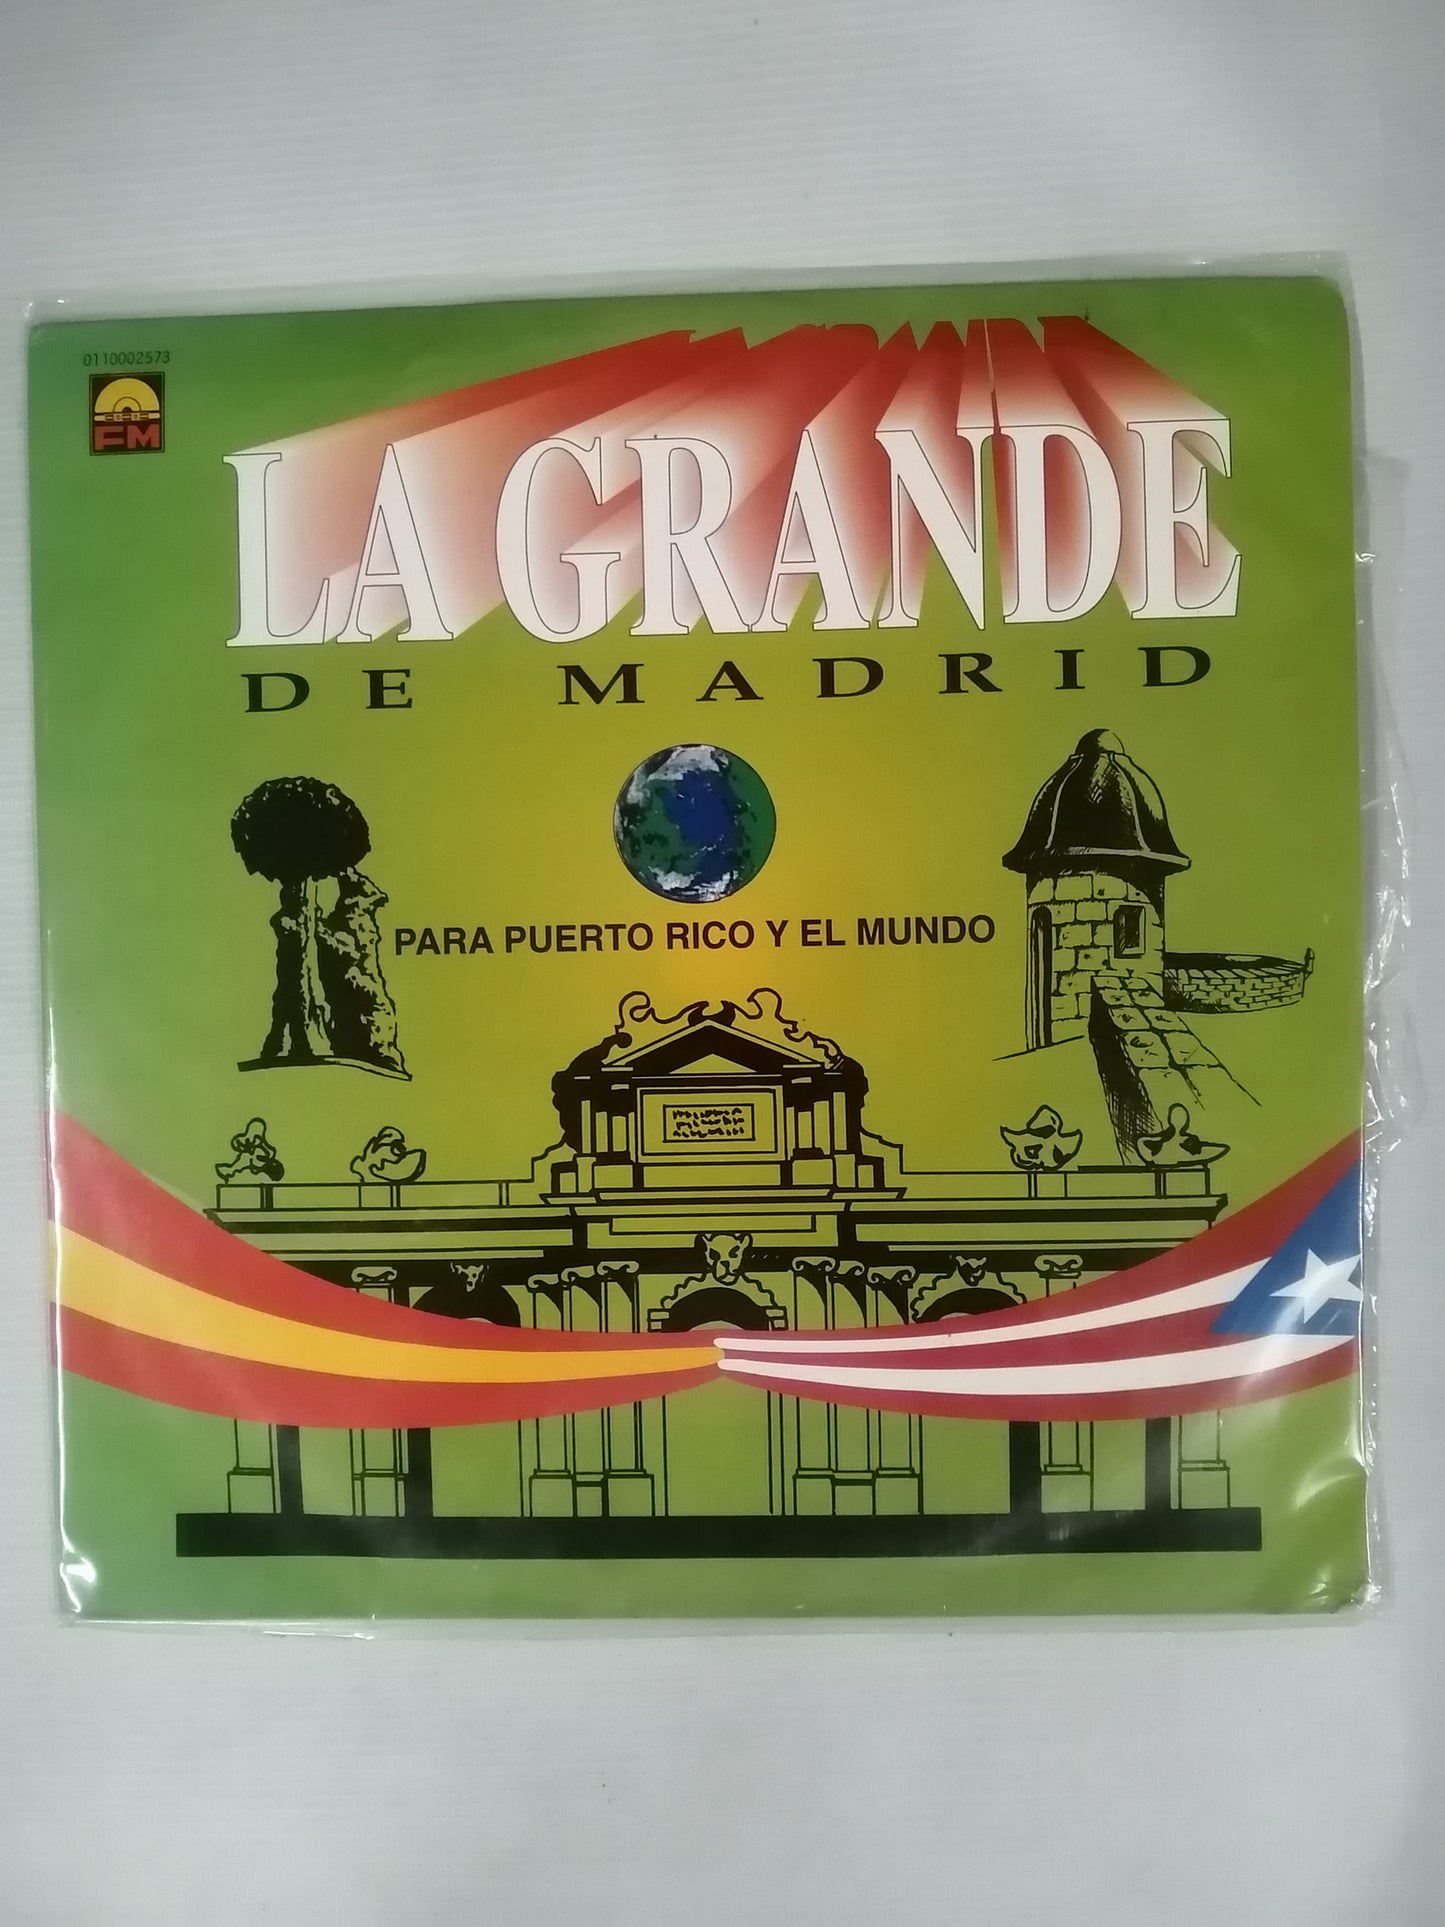 0110002573
FM
LA GRANDE
DE MADRID
PARA PUERTO RICO Y EL MUNDO